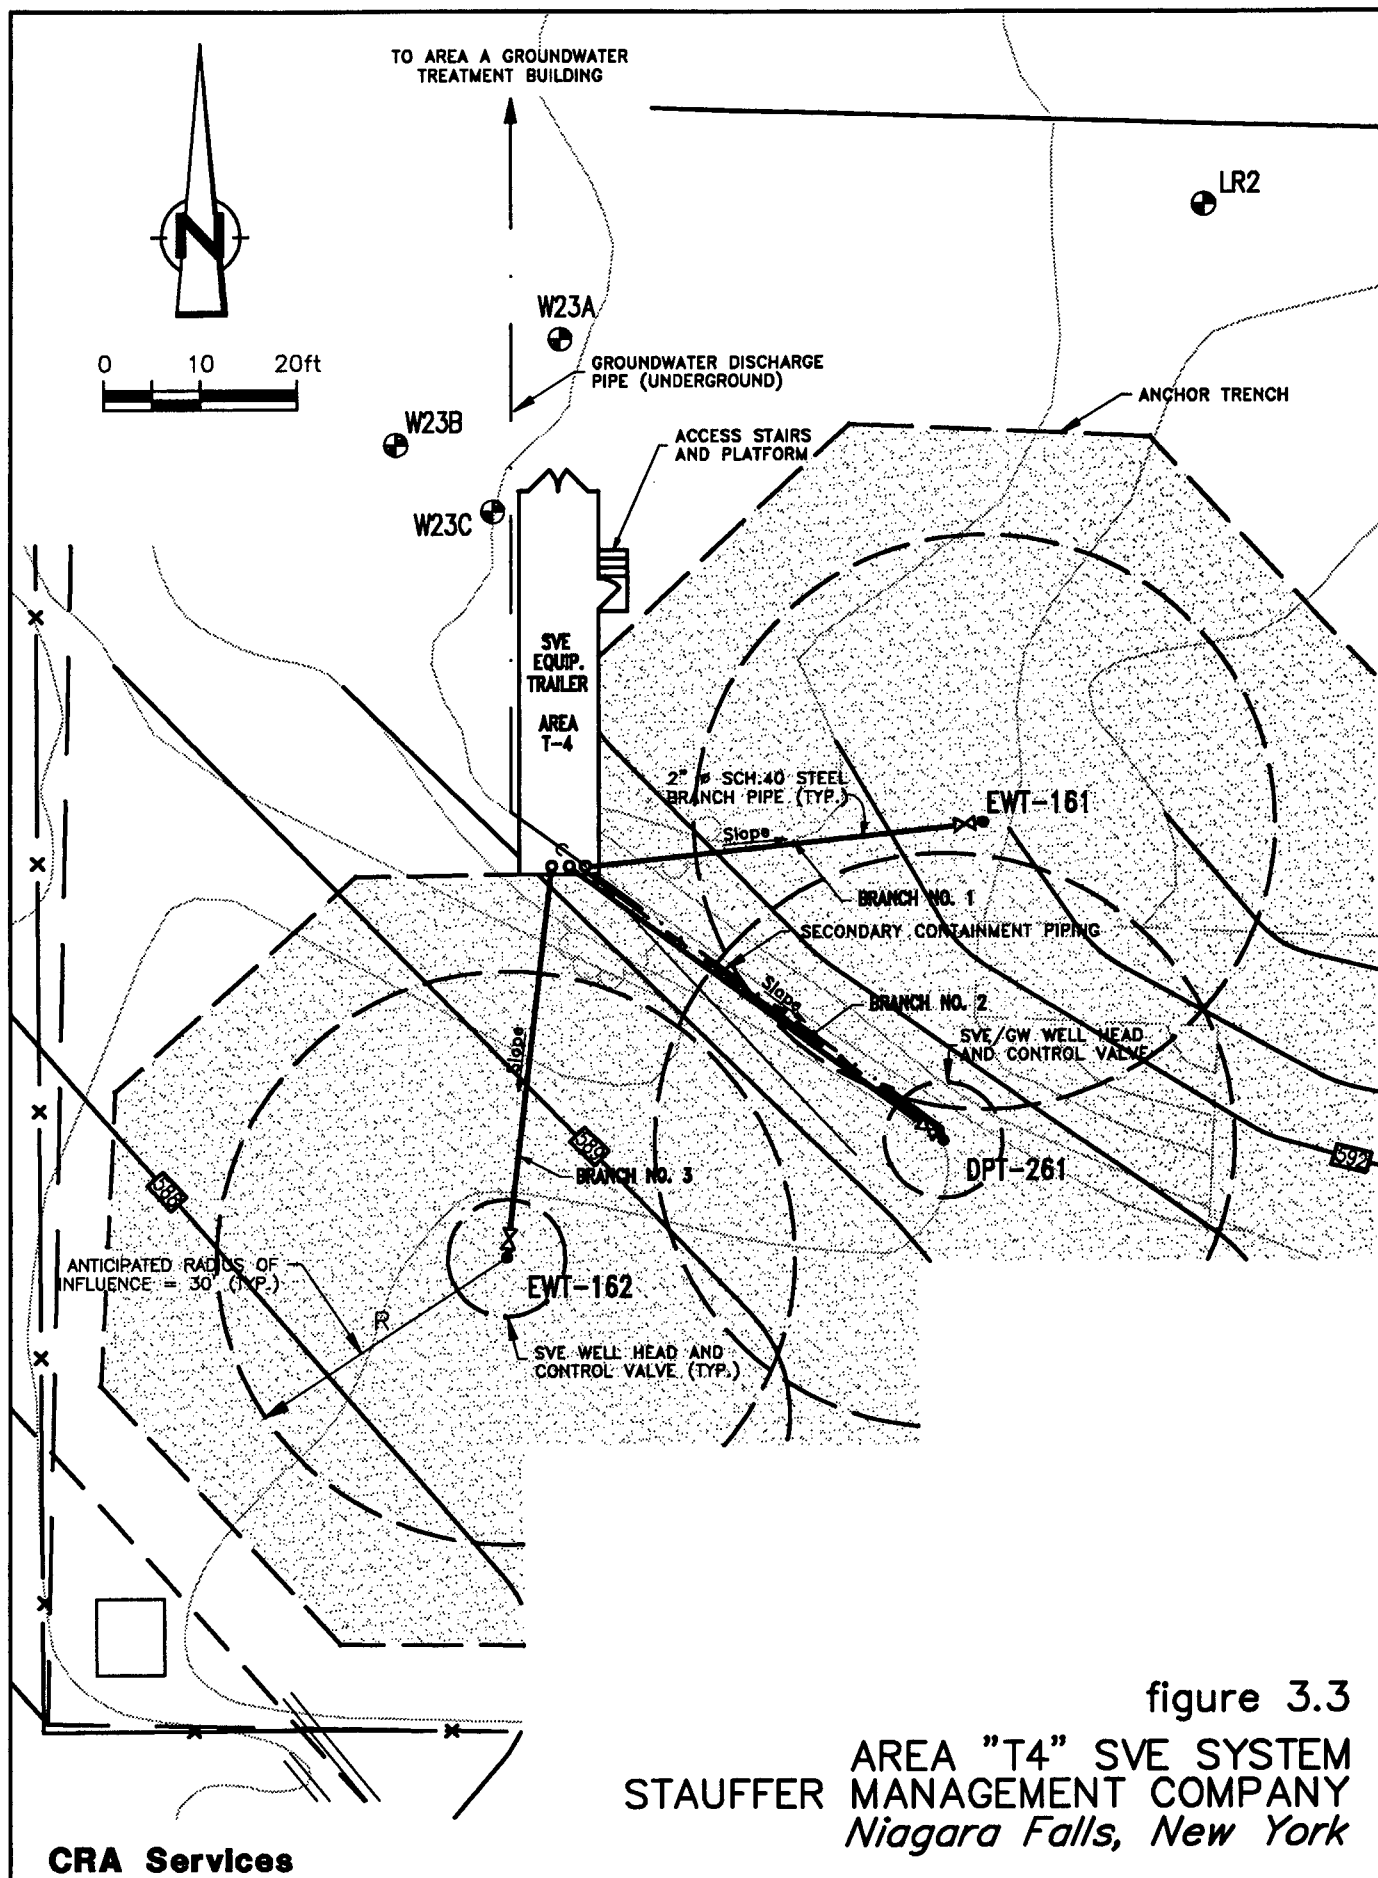 TO AREA A GROUNDWATER
TREATMENT BUILDING
LR2
N
W23A
0 10 20ft
GROUNDWATER DISCHARGE
PIPE (UNDERGROUND)
ANCHOR TRENCH
W23B
ACCESS STAIRS
AND PLATFORM
W23C
SVE
EQUIP.
TRAILER
AREA
T-4
2" ø SCH.40 STEEL
BRANCH PIPE (TYP.)
EWT-161
Slope
BRANCH NO. 1
SECONDARY CONTAINMENT PIPING
Slope
BRANCH NO. 2
SVE/GW WELL HEAD
AND CONTROL VALVE
Slope
589
592
DPT-261
BRANCH NO. 3
588
ANTICIPATED RADIUS OF
INFLUENCE = 30' (TYP.)
EWT-162
R
SVE WELL HEAD AND
CONTROL VALVE (TYP.)
figure 3.3
AREA "T4" SVE SYSTEM
STAUFFER MANAGEMENT COMPANY
Niagara Falls, New York
CRA Services